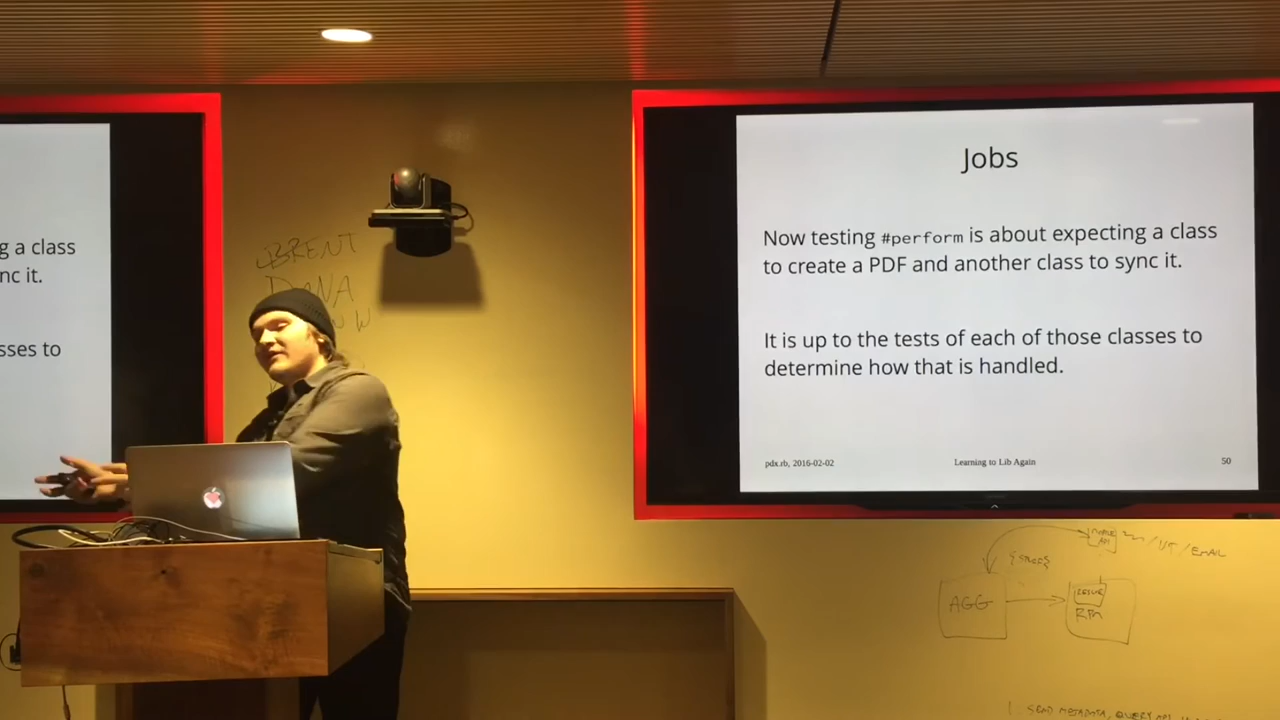 g a class
nc it.
sses to
BRENT
DANA
Jobs
Now testing #perform is about expecting a class
to create a PDF and another class to sync it.
It is up to the tests of each of those classes to
determine how that is handled.
pdx.rb, 2016-02-02
Learning to Lib Again
50
/ EMAIL
AGG